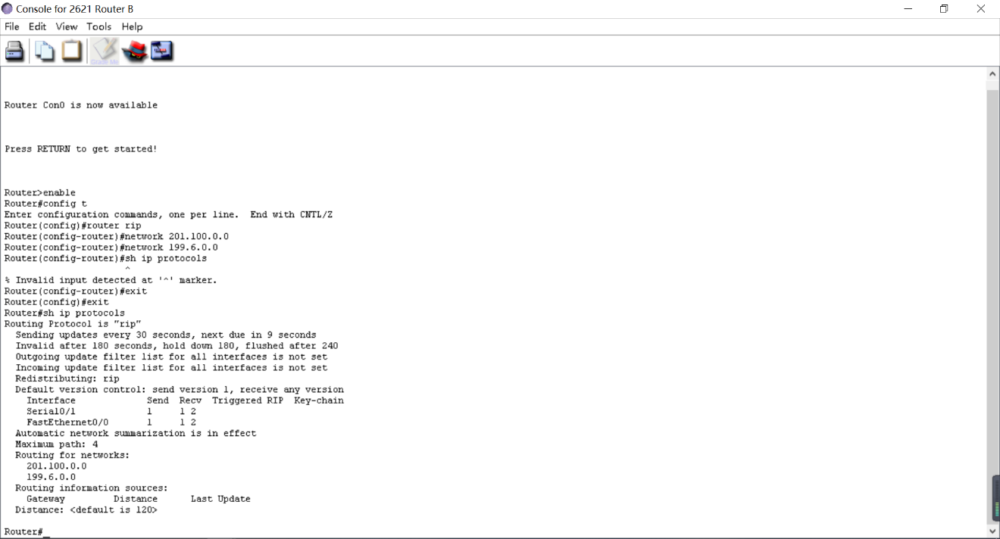 Console for 2621 Router B
File Edit View Tools Help
Grade Me
Router Con0 is now available
Press RETURN to get started!
Router>enable
Router#config t
Enter configuration commands, one per line.  End with CNTL/Z
Router(config)#router rip
Router(config-router)#network 201.100.0.0
Router(config-router)#network 199.6.0.0
Router(config-router)#sh ip protocols
^
% Invalid input detected at '^' marker.
Router(config-router)#exit
Router(config)#exit
Router#sh ip protocols
Routing Protocol is "rip"
  Sending updates every 30 seconds, next due in 9 seconds
  Invalid after 180 seconds, hold down 180, flushed after 240
  Outgoing update filter list for all interfaces is not set
  Incoming update filter list for all interfaces is not set
  Redistributing: rip
  Default version control: send version 1, receive any version
    Interface             Send  Recv  Triggered RIP  Key-chain
    Serial0/1             1     1 2
    FastEthernet0/0       1     1 2
  Automatic network summarization is in effect
  Maximum path: 4
  Routing for networks:
    201.100.0.0
    199.6.0.0
  Routing information sources:
    Gateway         Distance      Last Update
  Distance: <default is 120>
Router#_